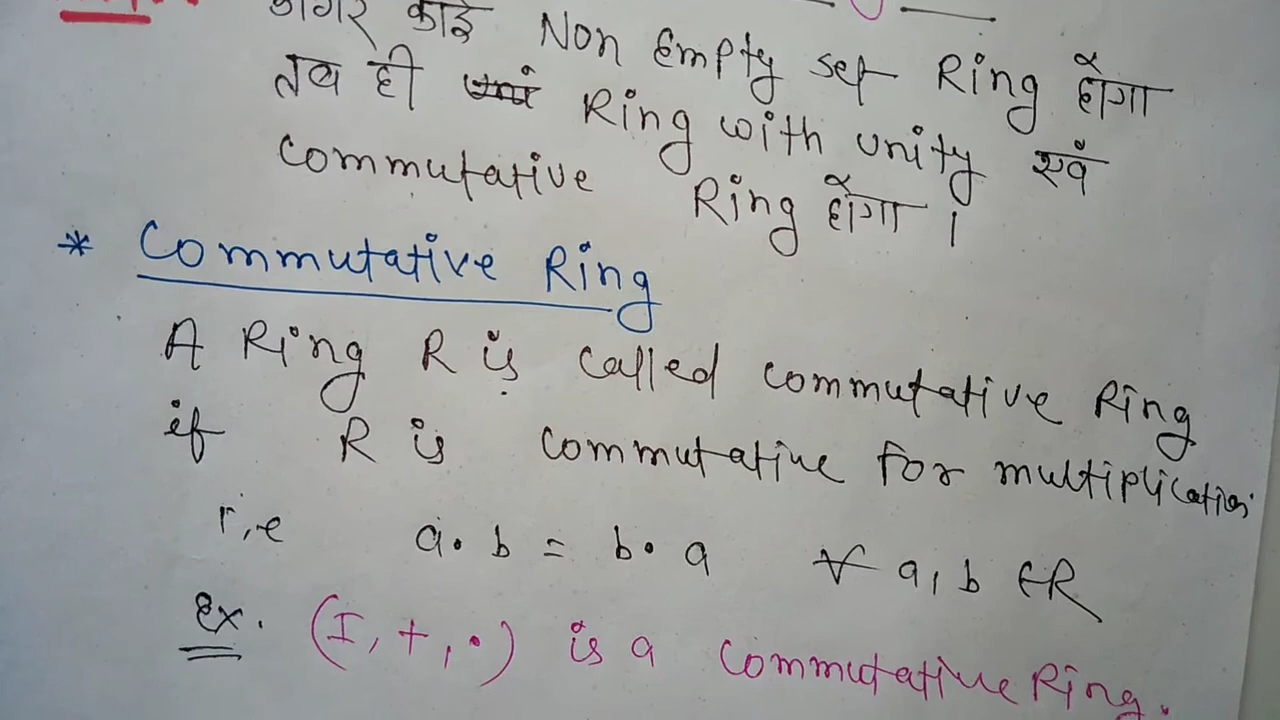 अगर कोई Non Empty set Ring होगा
तब ही Ring with unity एवं
commutative Ring होगा ।
* Commutative Ring
A Ring R is called commutative Ring
if R is commutative for multiplication
i,e a . b = b . a ∀ a, b ∈ R
Ex. (I, +, .) is a commutative Ring.